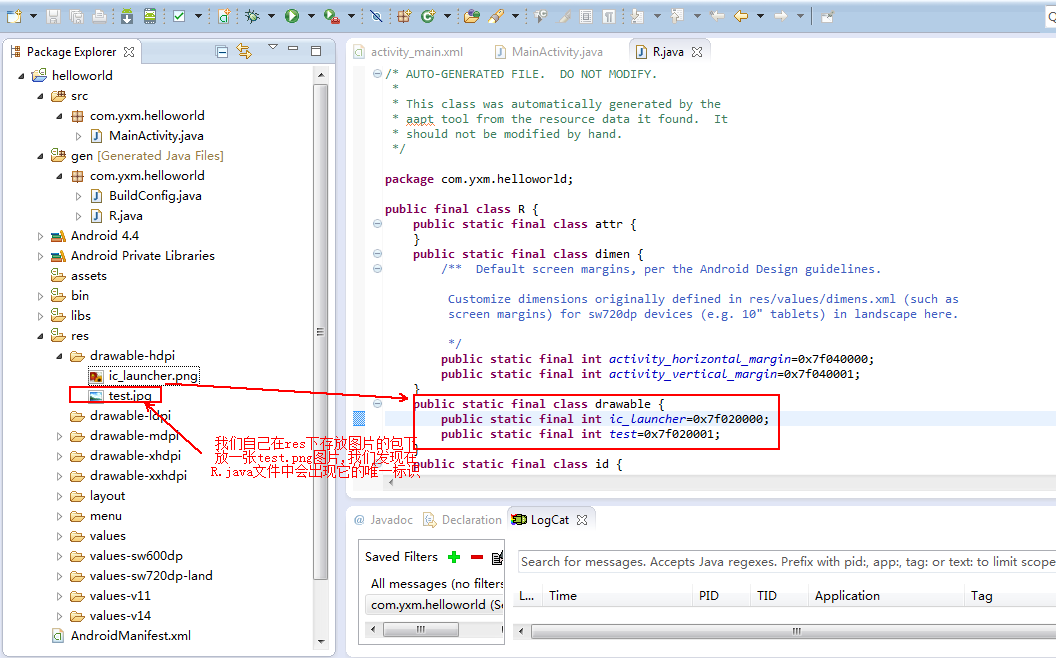 Package Explorer
helloworld
src
com.yxm.helloworld
MainActivity.java
gen [Generated Java Files]
com.yxm.helloworld
BuildConfig.java
R.java
Android 4.4
Android Private Libraries
assets
bin
libs
res
drawable-hdpi
ic_launcher.png
test.jpg
drawable-ldpi
drawable-mdpi
drawable-xhdpi
drawable-xxhdpi
layout
menu
values
values-sw600dp
values-sw720dp-land
values-v11
values-v14
AndroidManifest.xml
我们自己在res下存放图片的包下
放一张test.png图片,我们发现在
R.java文件中会出现它的唯一标识
activity_main.xml
MainActivity.java
R.java
/* AUTO-GENERATED FILE.  DO NOT MODIFY.
*
* This class was automatically generated by the
* aapt tool from the resource data it found.  It
* should not be modified by hand.
*/
package com.yxm.helloworld;
public final class R {
public static final class attr {
}
public static final class dimen {
/**  Default screen margins, per the Android Design guidelines.
Customize dimensions originally defined in res/values/dimens.xml (such as
screen margins) for sw720dp devices (e.g. 10" tablets) in landscape here.
*/
public static final int activity_horizontal_margin=0x7f040000;
public static final int activity_vertical_margin=0x7f040001;
}
public static final class drawable {
public static final int ic_launcher=0x7f020000;
public static final int test=0x7f020001;
public static final class id {
@ Javadoc
Declaration
LogCat
Saved Filters
All messages (no filters
com.yxm.helloworld (Se
Search for messages. Accepts Java regexes. Prefix with pid:, app:, tag: or text: to limit scope
L... Time PID TID Application Tag